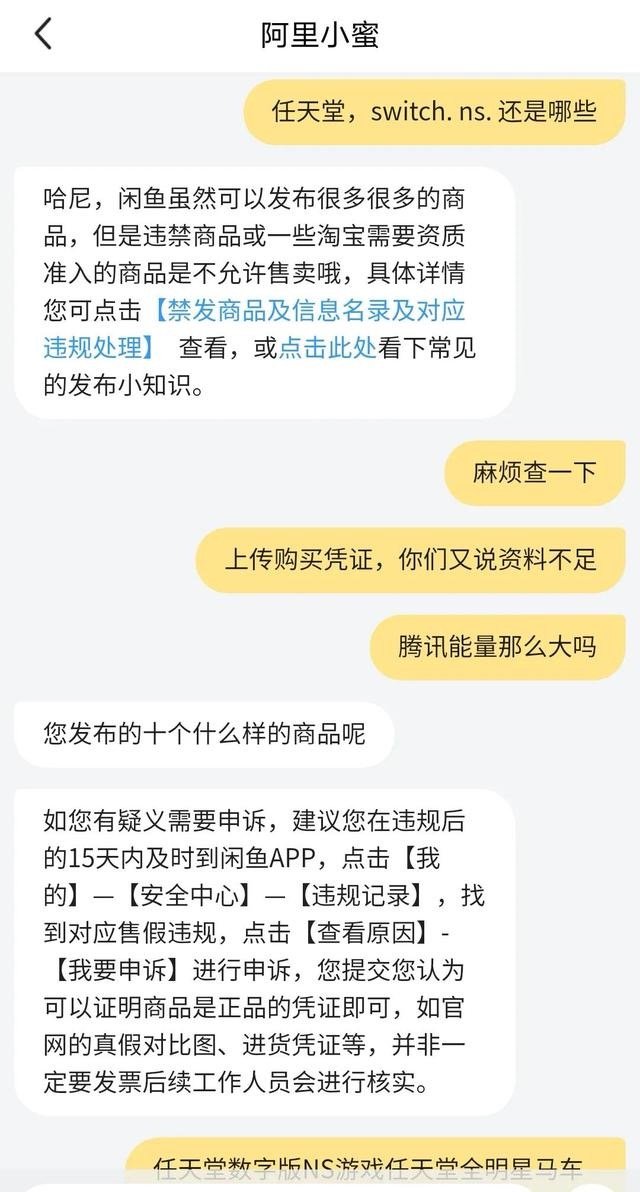 阿里小蜜
任天堂，switch. ns. 还是哪些
哈尼，闲鱼虽然可以发布很多很多的商
品，但是违禁商品或一些淘宝需要资质
准入的商品是不允许售卖哦，具体详情
您可点击【禁发商品及信息名录及对应
违规处理】 查看，或点击此处看下常见
的发布小知识。
麻烦查一下
上传购买凭证，你们又说资料不足
腾讯能量那么大吗
您发布的十个什么样的商品呢
如您有疑义需要申诉，建议您在违规后
的15天内及时到闲鱼APP，点击【我
的】—【安全中心】—【违规记录】，找
到对应售假违规，点击【查看原因】-
【我要申诉】进行申诉，您提交您认为
可以证明商品是正品的凭证即可，如官
网的真假对比图、进货凭证等，并非一
定要发票后续工作人员会进行核实。
任天堂数字版NS游戏任天堂全明星马车